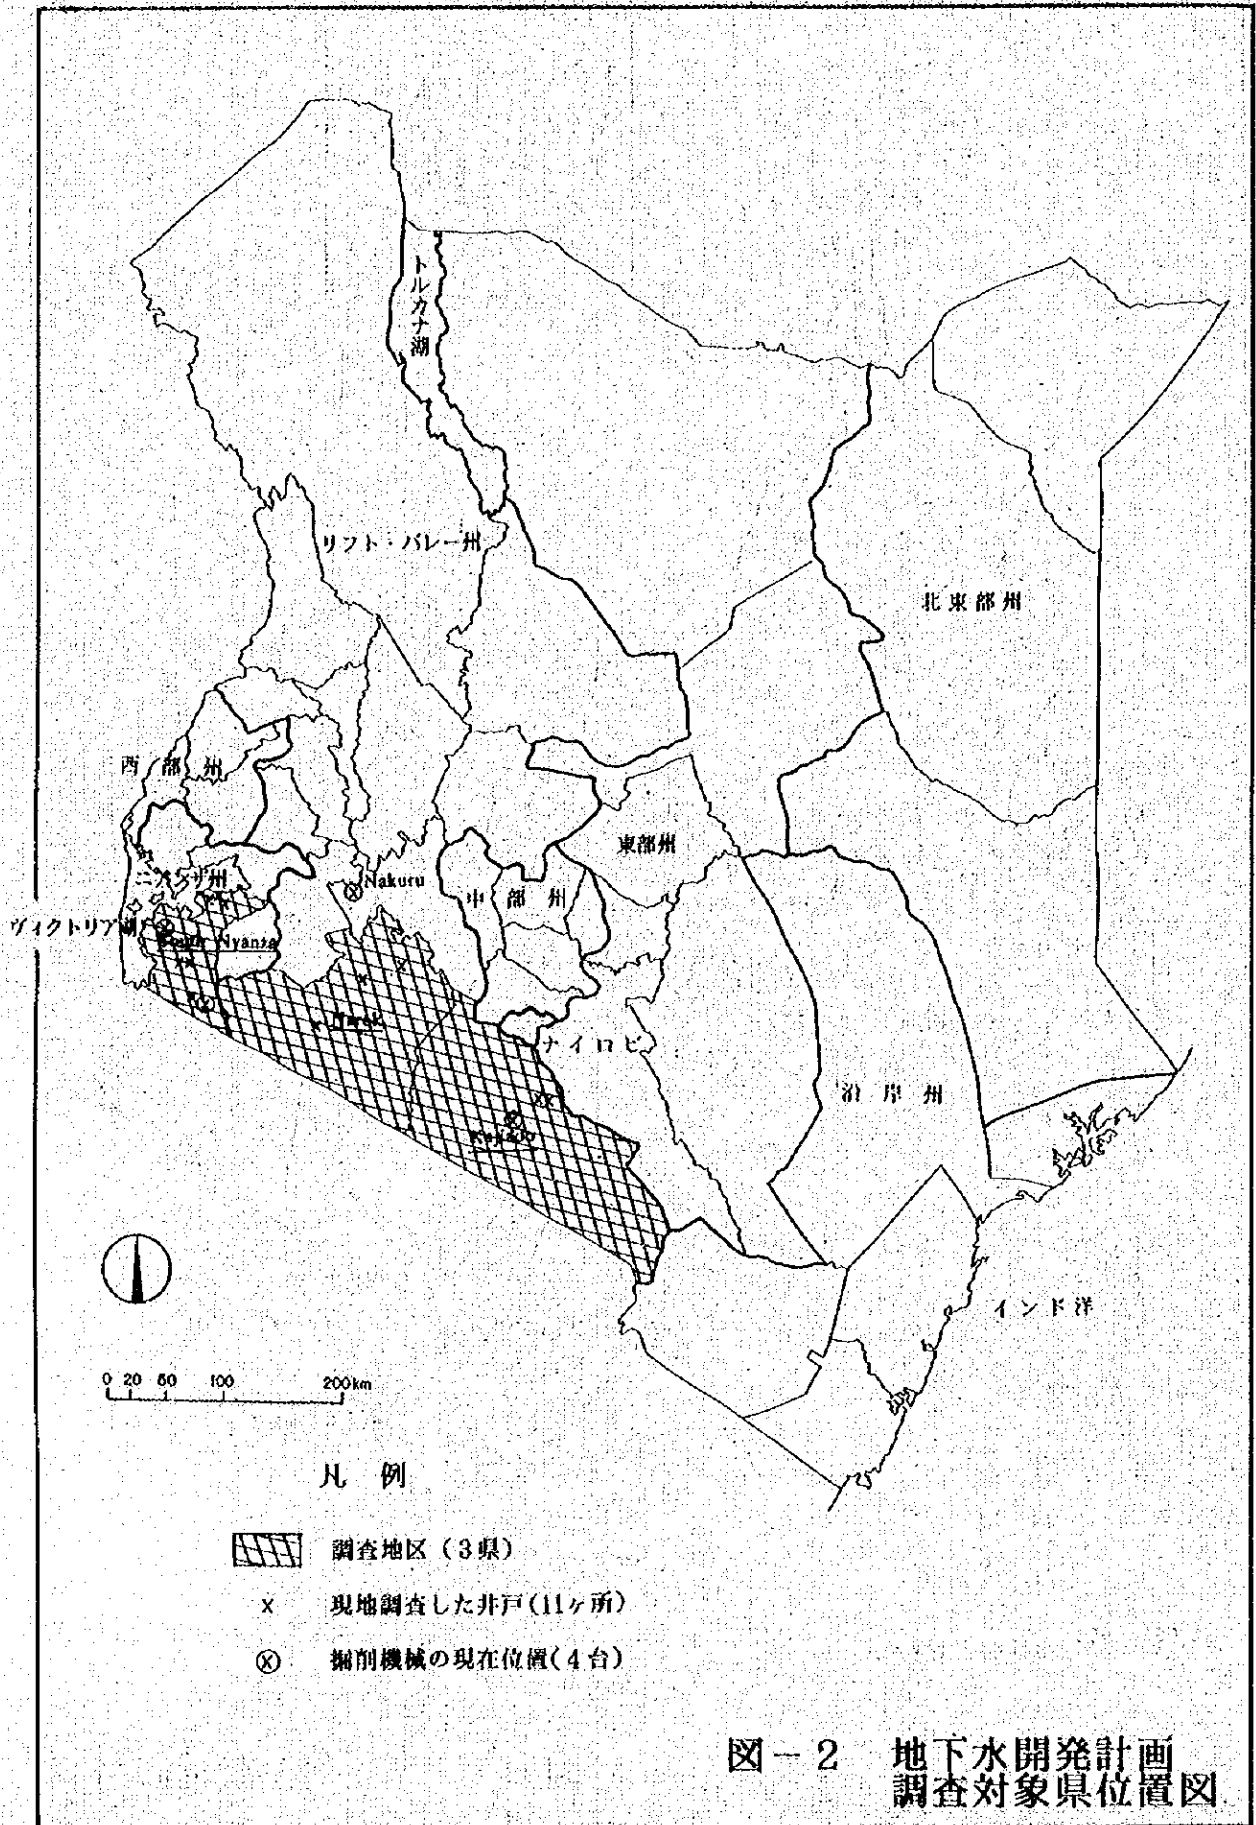 トルカナ湖
リフト・バレー州
北東部州
西部州
東部州
ニアンザ州
Nakuru
中部州
ヴィクトリア湖
South Nyanza
Narok
ナイロビ
沿岸州
Kajiado
インド洋
0 20 60 100 200km
凡例
調査地区(3県)
x 現地調査した井戸(11ヶ所)
ⓧ 掘削機械の現在位置(4台)
図-2 地下水開発計画
調査対象県位置図